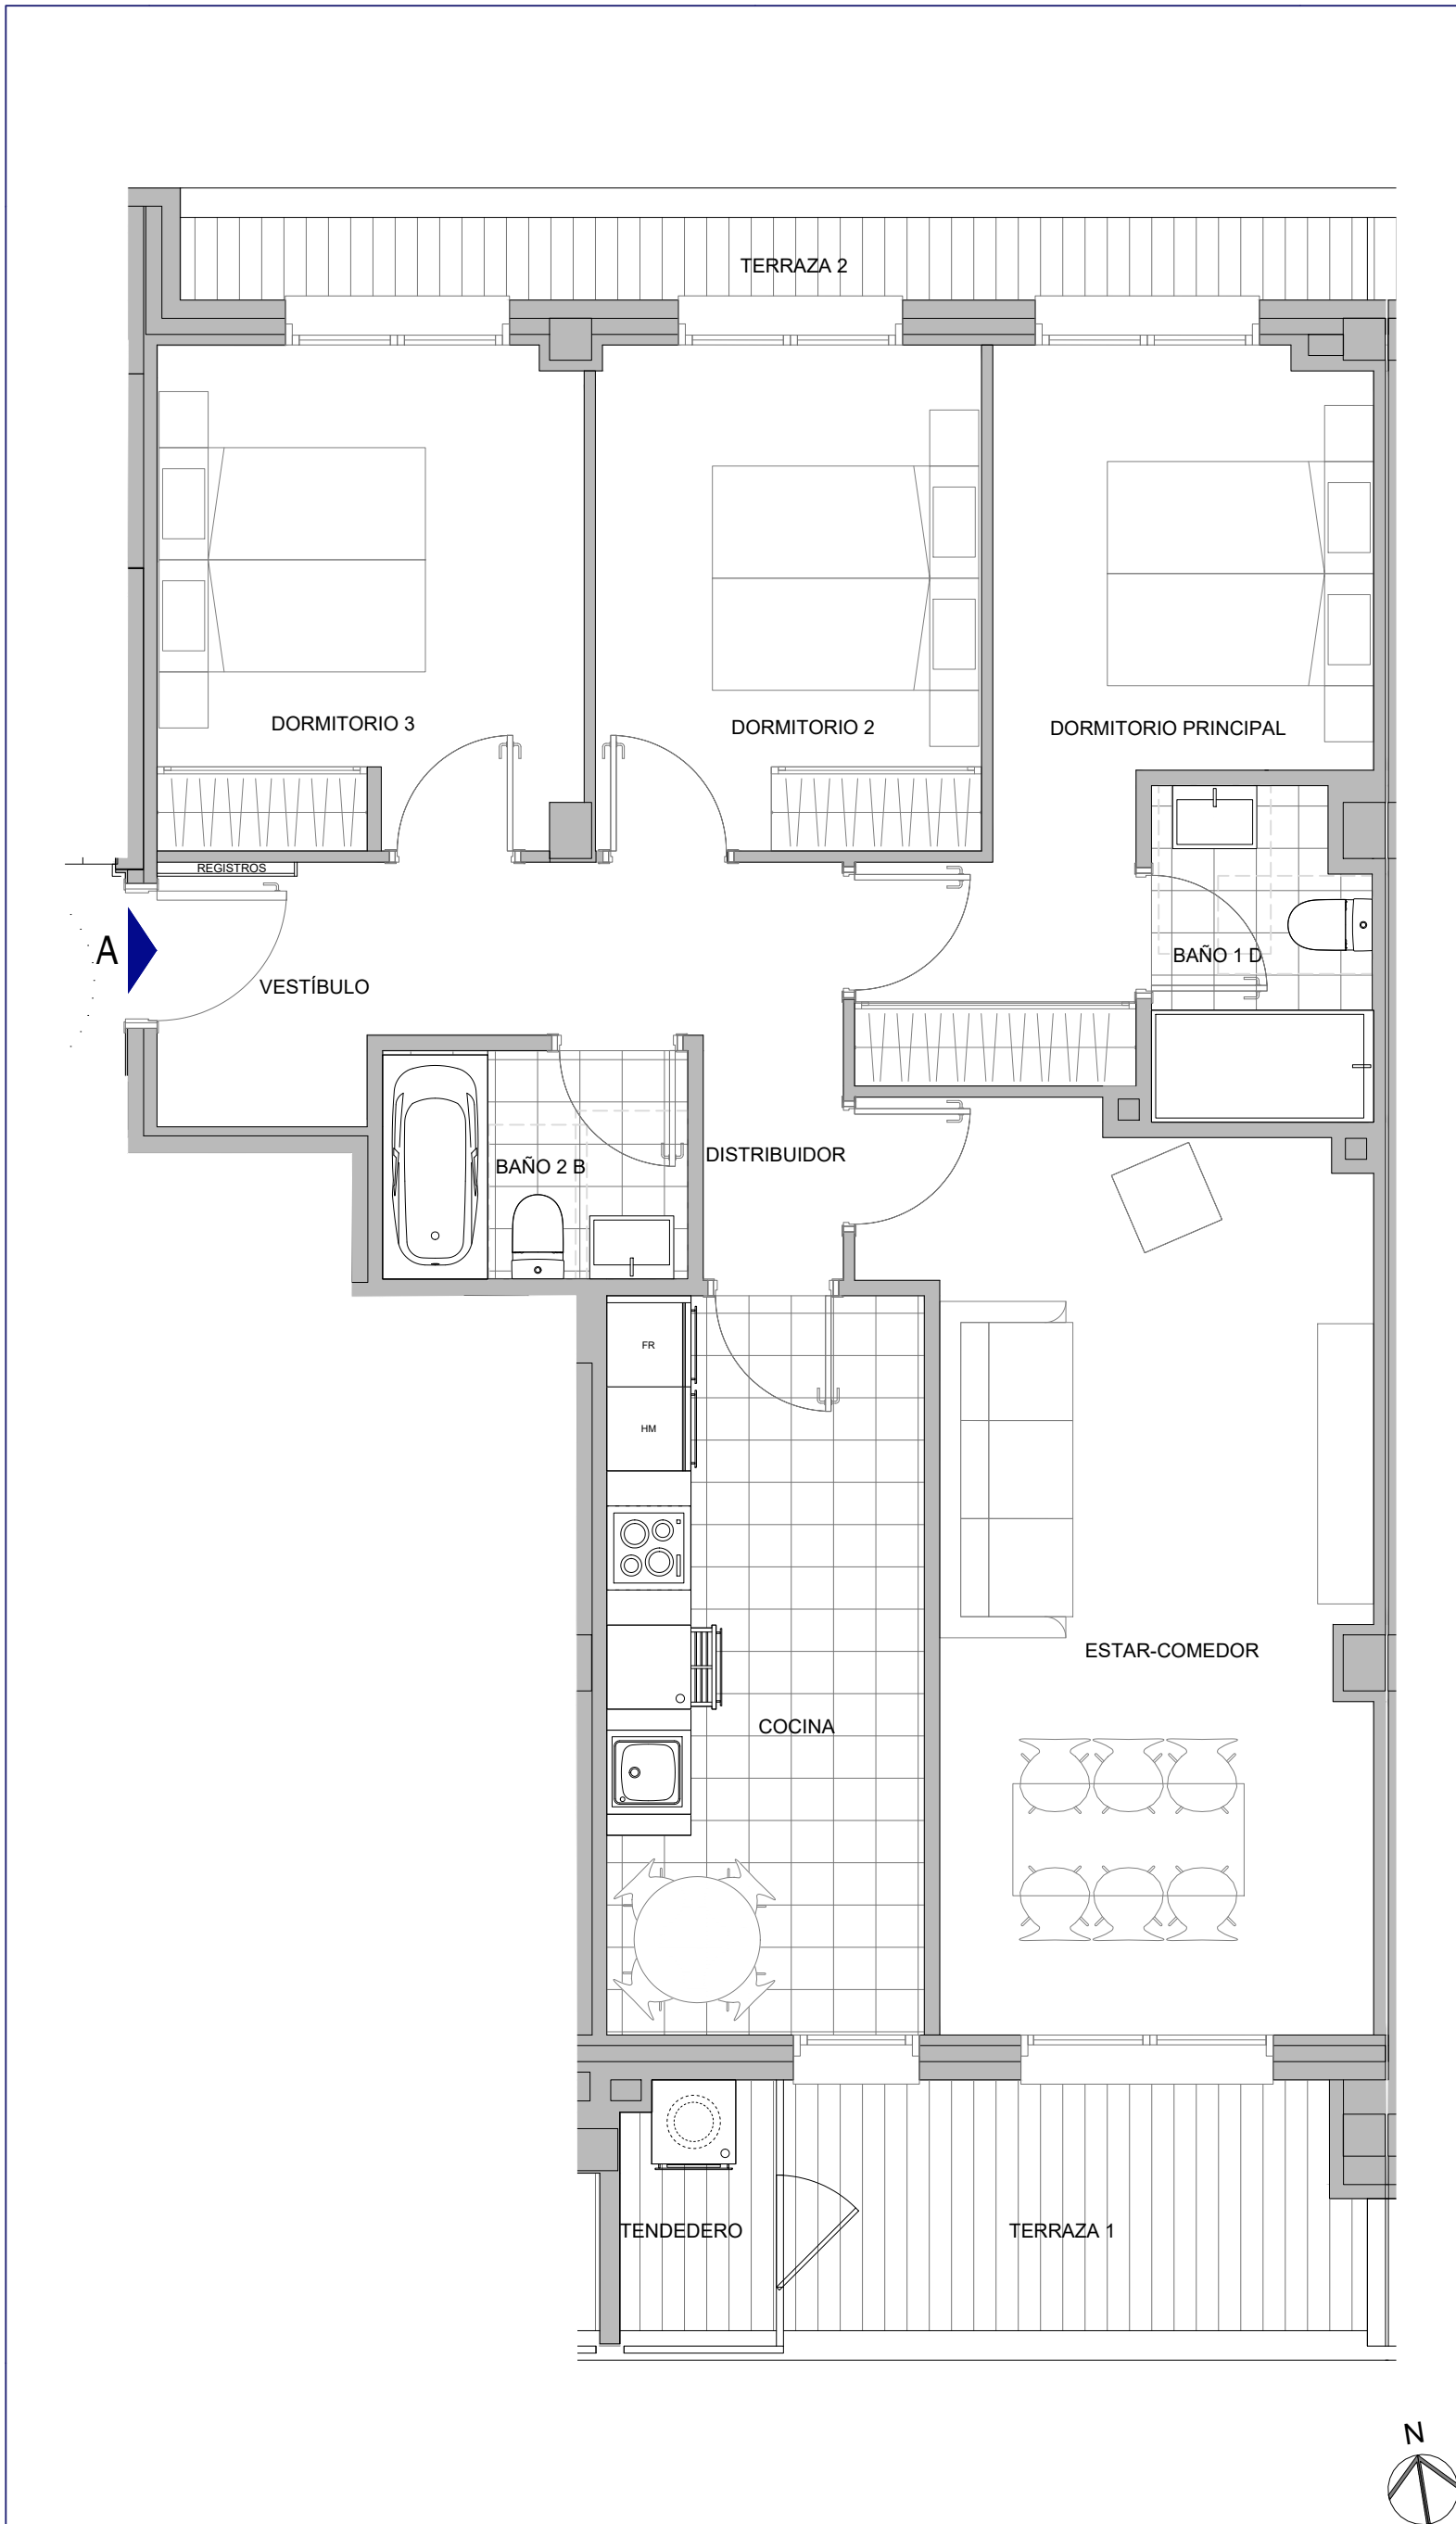 TERRAZA 2
DORMITORIO 3
DORMITORIO 2
DORMITORIO PRINCIPAL
REGISTROS
A
VESTÍBULO
BAÑO 1 D
BAÑO 2 B
DISTRIBUIDOR
FR
HM
ESTAR-COMEDOR
COCINA
TENDEDERO
TERRAZA 1
N